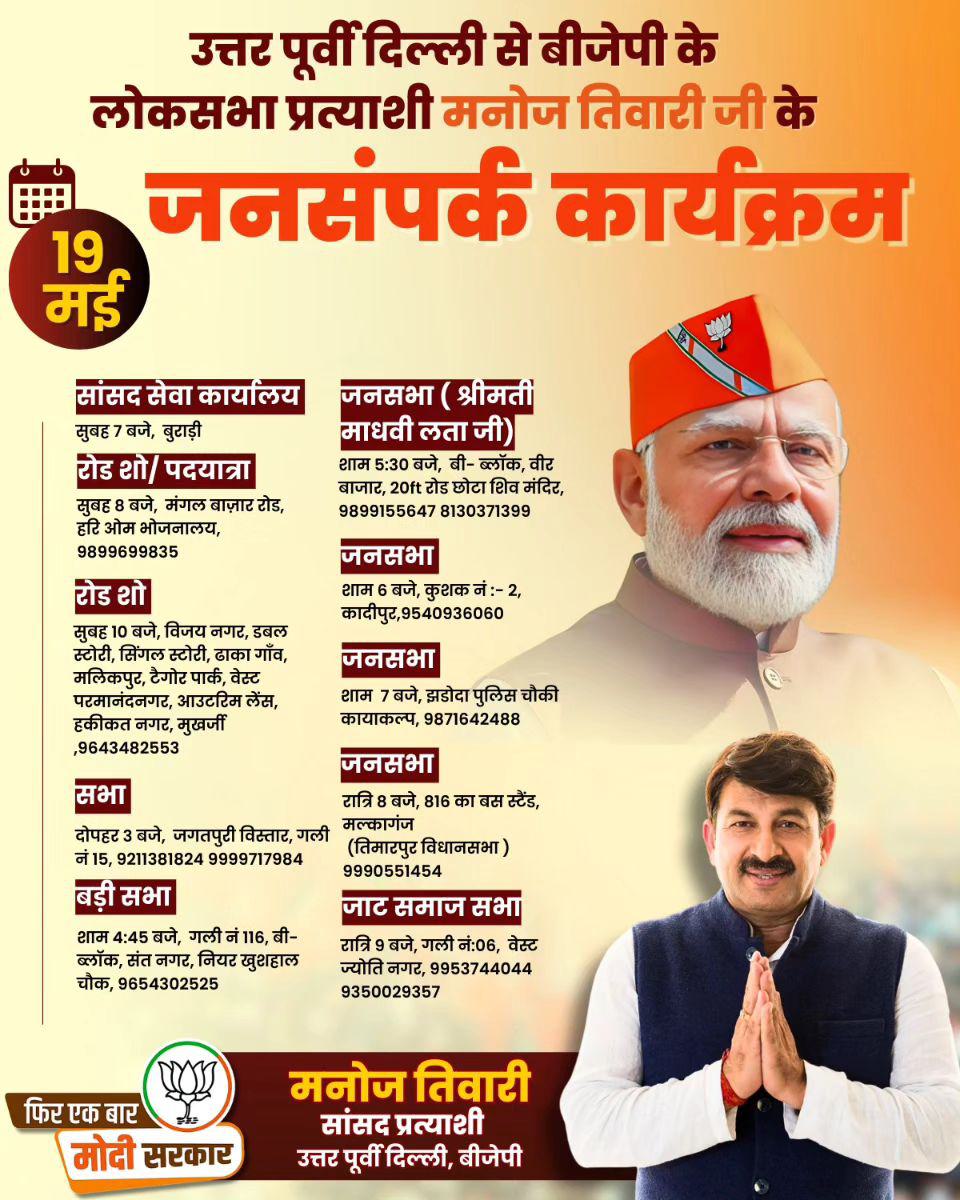 उत्तर पूर्वी दिल्ली से बीजेपी के
लोकसभा प्रत्याशी मनोज तिवारी जी के
जनसंपर्क कार्यक्रम
19
मई
सांसद सेवा कार्यालय
सुबह 7 बजे, बुराड़ी
रोड शो/ पदयात्रा
सुबह 8 बजे, मंगल बाज़ार रोड,
हरि ओम भोजनालय,
9899699835
रोड शो
सुबह 10 बजे, विजय नगर, डबल
स्टोरी, सिंगल स्टोरी, ढाका गाँव,
मलिकपुर, टैगोर पार्क, वेस्ट
परमानंदनगर, आउटरिम लेंस,
हकीकत नगर, मुखर्जी
,9643482553
सभा
दोपहर 3 बजे, जगतपुरी विस्तार, गली
नं 15, 9211381824 9999717984
बड़ी सभा
शाम 4:45 बजे, गली नं 116, बी-
ब्लॉक, संत नगर, नियर खुशहाल
चौक, 9654302525
जनसभा ( श्रीमती
माधवी लता जी)
शाम 5:30 बजे, बी- ब्लॉक, वीर
बाजार, 20ft रोड छोटा शिव मंदिर,
9899155647 8130371399
जनसभा
शाम 6 बजे, कुशक नं :- 2,
कादीपुर,9540936060
जनसभा
शाम 7 बजे, झडोदा पुलिस चौकी
कायाकल्प, 9871642488
जनसभा
रात्रि 8 बजे, 816 का बस स्टैंड,
मल्कागंज
(तिमारपुर विधानसभा )
9990551454
जाट समाज सभा
रात्रि 9 बजे, गली नं:06, वेस्ट
ज्योति नगर, 9953744044
9350029357
फिर एक बार
मोदी सरकार
मनोज तिवारी
सांसद प्रत्याशी
उत्तर पूर्वी दिल्ली, बीजेपी